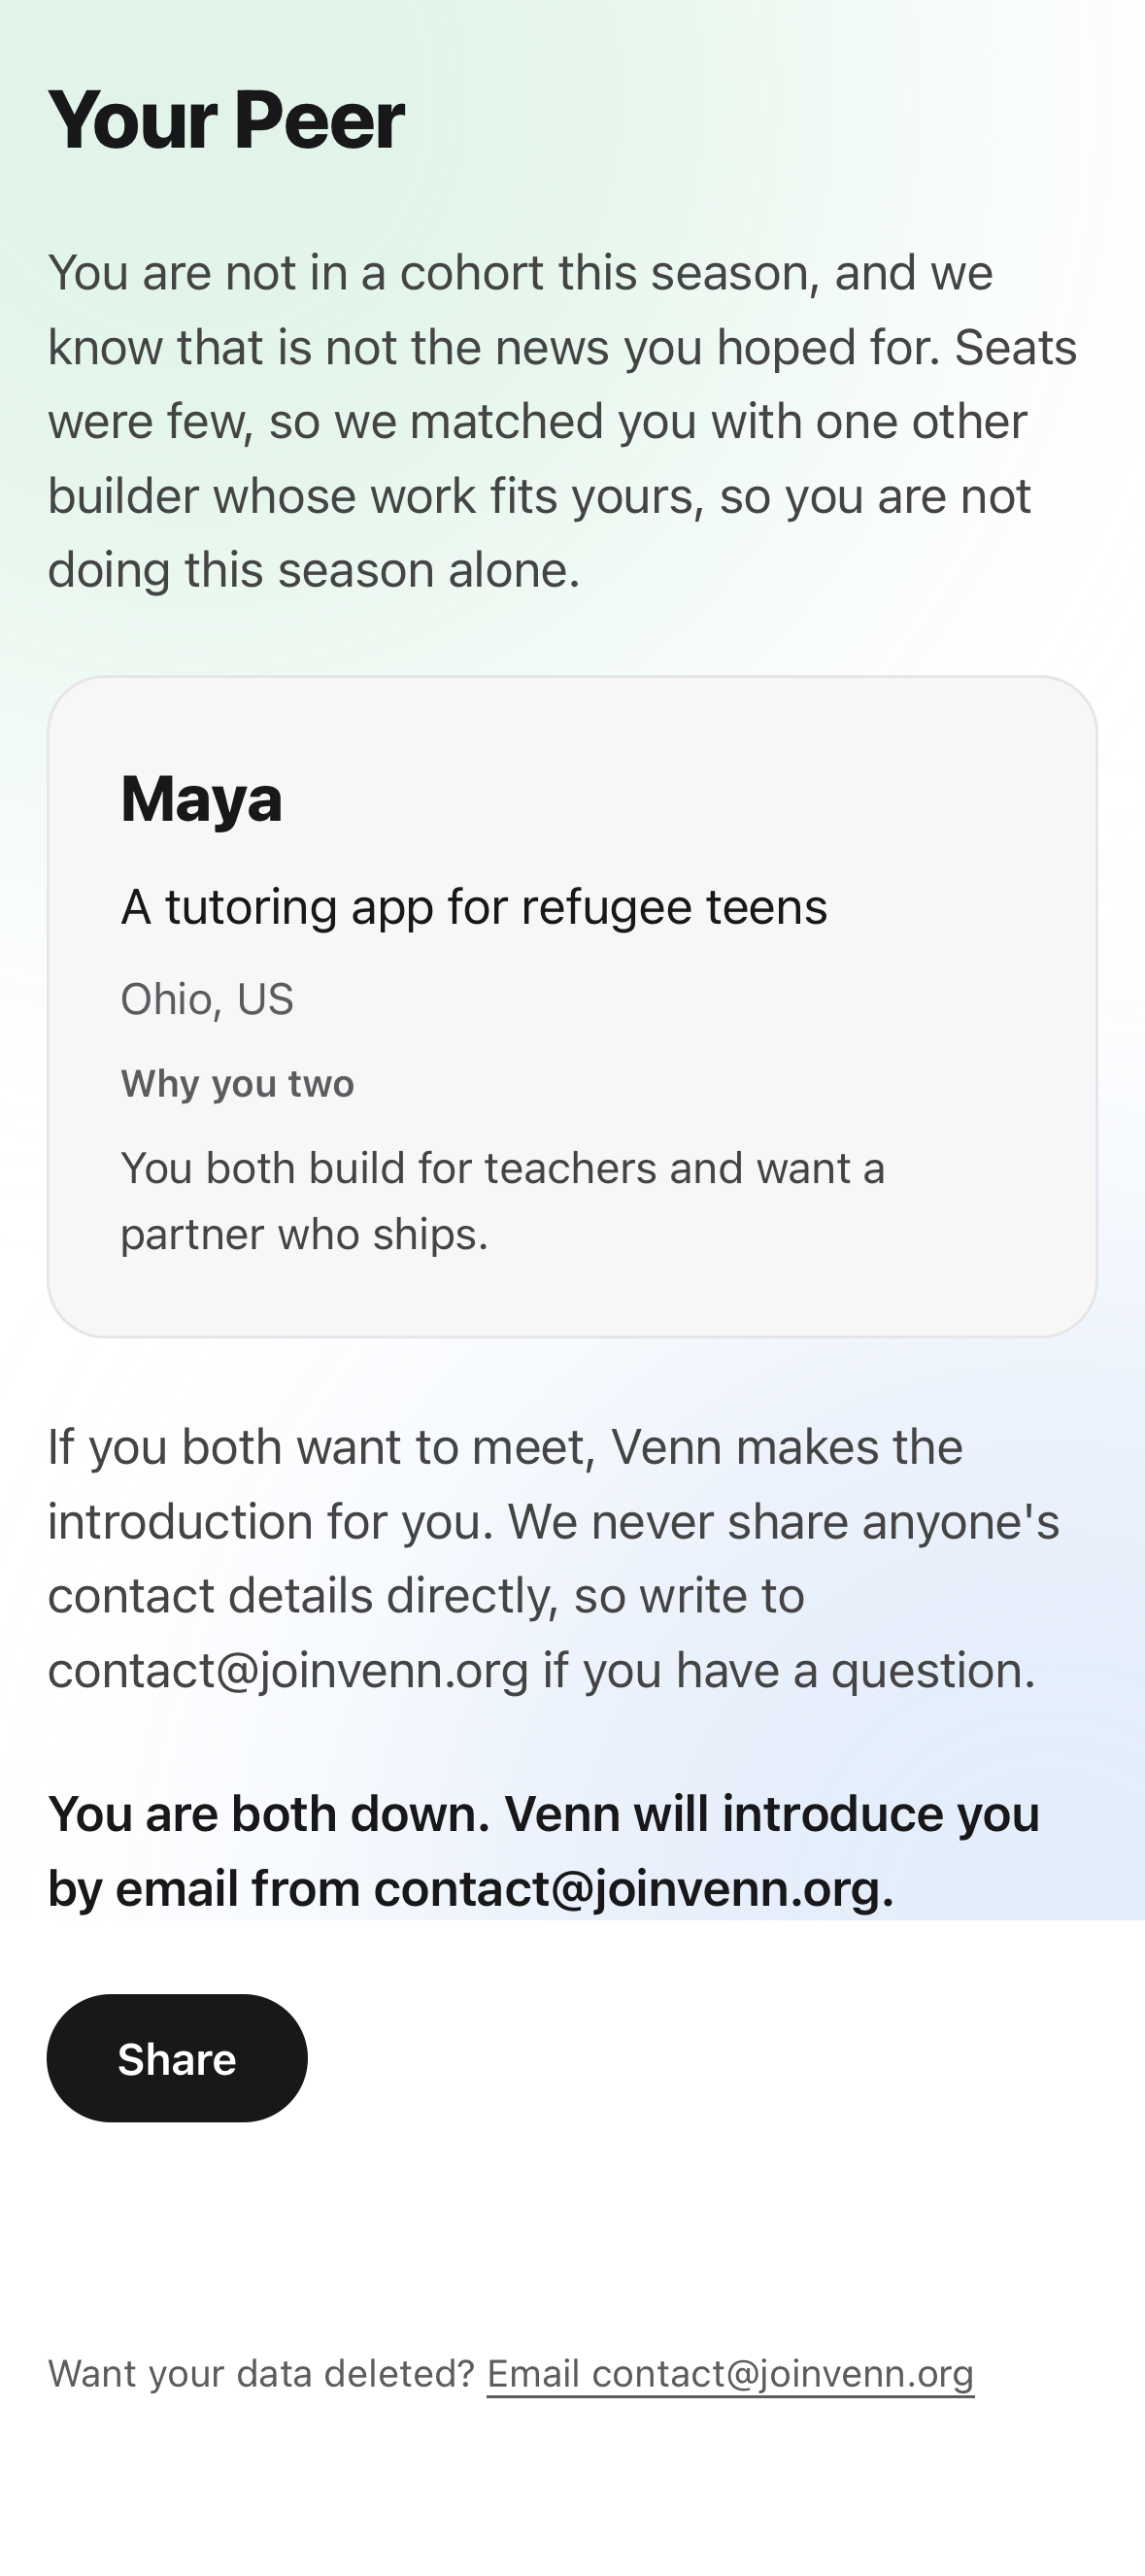 Your Peer
You are not in a cohort this season, and we
know that is not the news you hoped for. Seats
were few, so we matched you with one other
builder whose work fits yours, so you are not
doing this season alone.
Maya
A tutoring app for refugee teens
Ohio, US
Why you two
You both build for teachers and want a
partner who ships.
If you both want to meet, Venn makes the
introduction for you. We never share anyone's
contact details directly, so write to
contact@joinvenn.org if you have a question.
You are both down. Venn will introduce you
by email from contact@joinvenn.org.
Share
Want your data deleted? Email contact@joinvenn.org